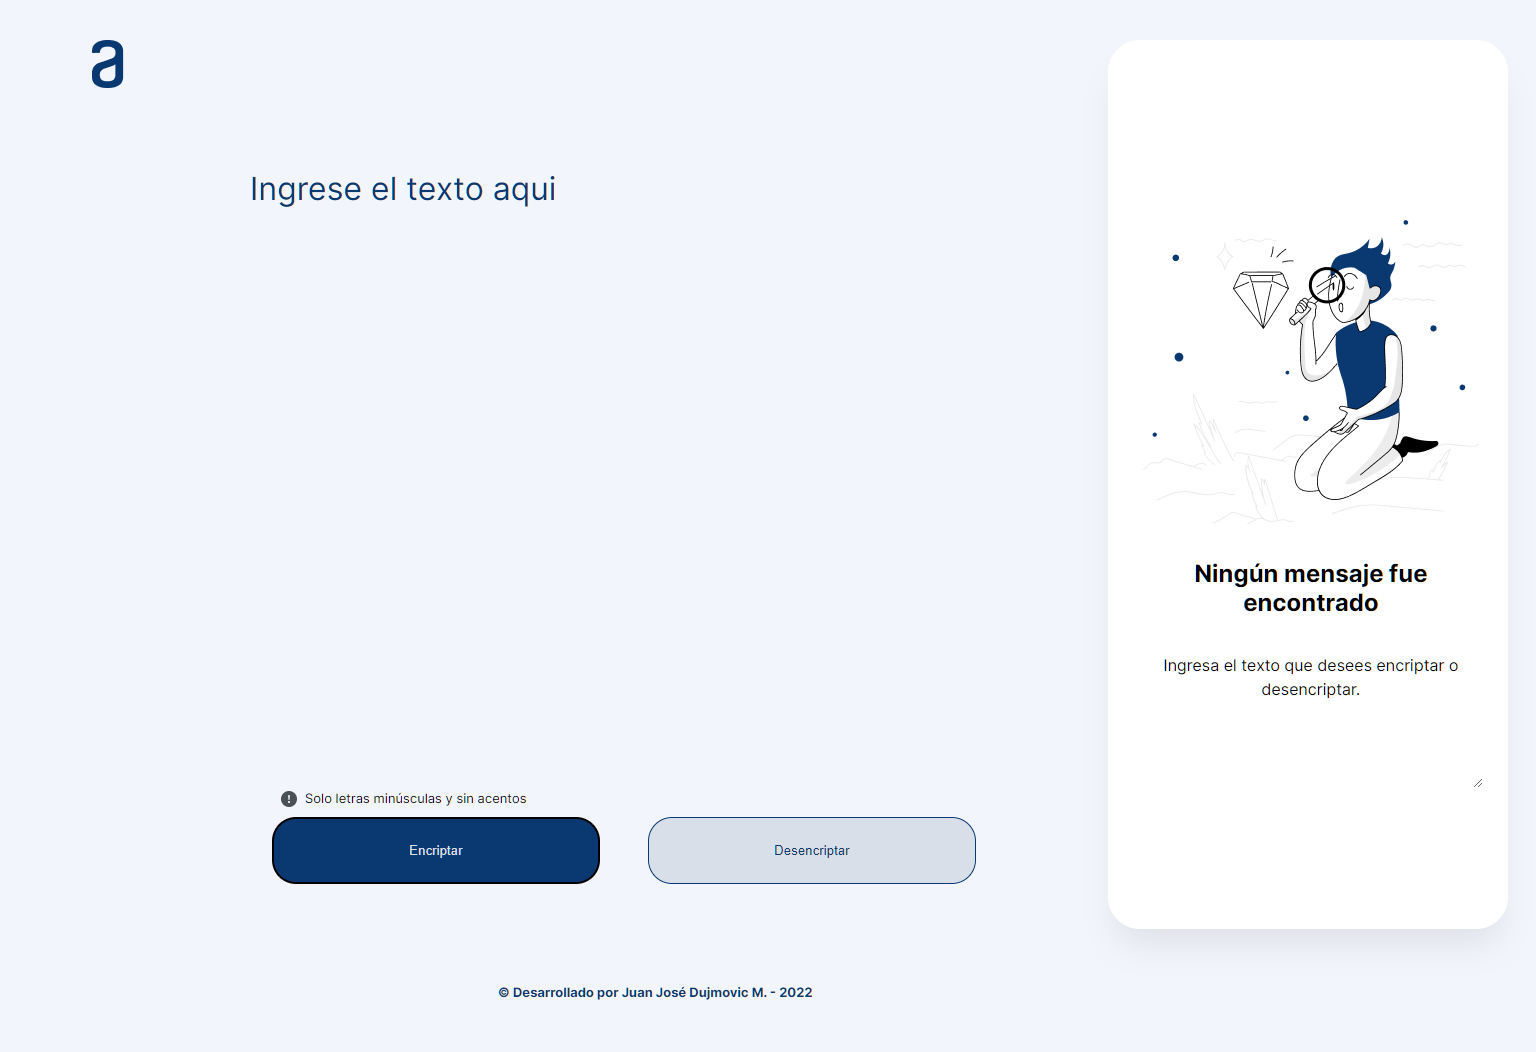 a
Ingrese el texto aqui
Ningún mensaje fue
encontrado
Ingresa el texto que desees encriptar o
desencriptar.
Solo letras minúsculas y sin acentos
Encriptar
Desencriptar
© Desarrollado por Juan José Dujmovic M. - 2022